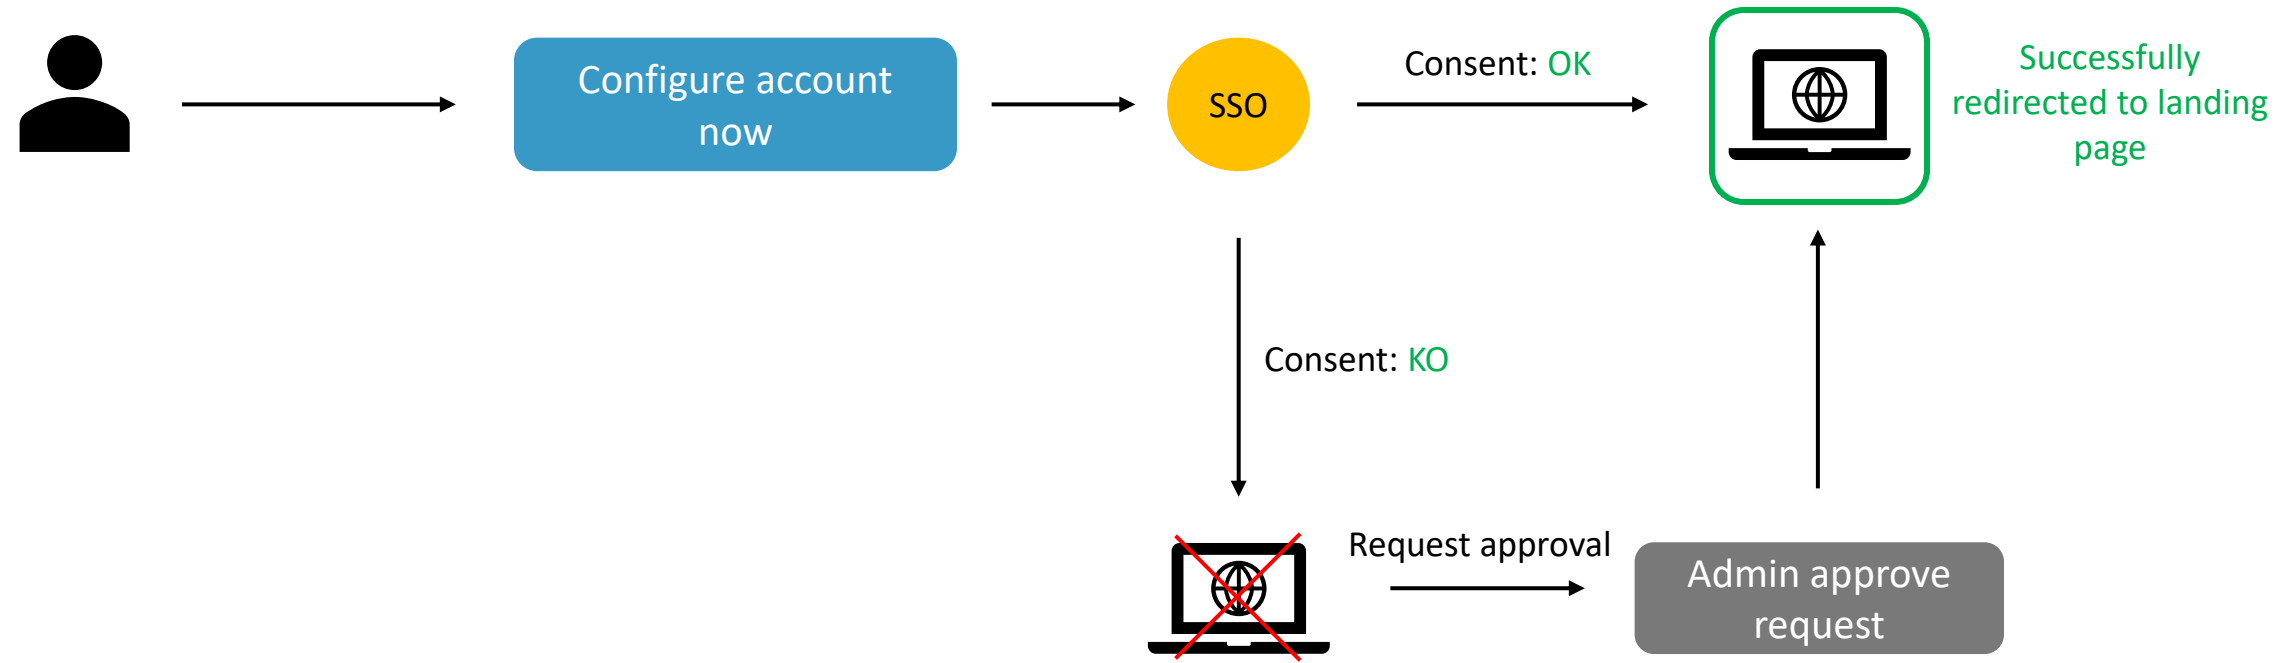 Configure account
now
SSO
Consent: OK
Successfully
redirected to landing
page
Consent: KO
Request approval
Admin approve
request